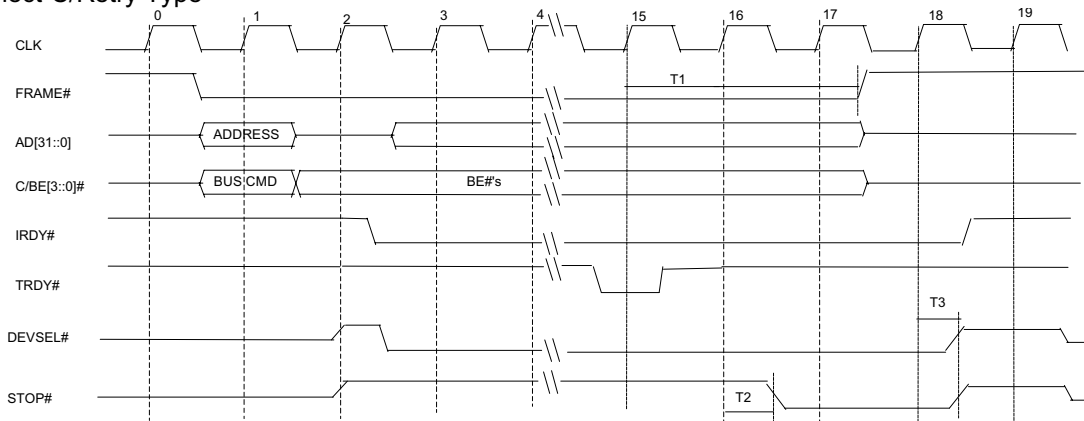 C/Retry Type
0 1 2 3 4 15 16 17 18 19
CLK
FRAME#
T1
AD[31::0]
ADDRESS
C/BE[3::0]#
BUS CMD
BE#'s
IRDY#
TRDY#
T3
DEVSEL#
STOP#
T2